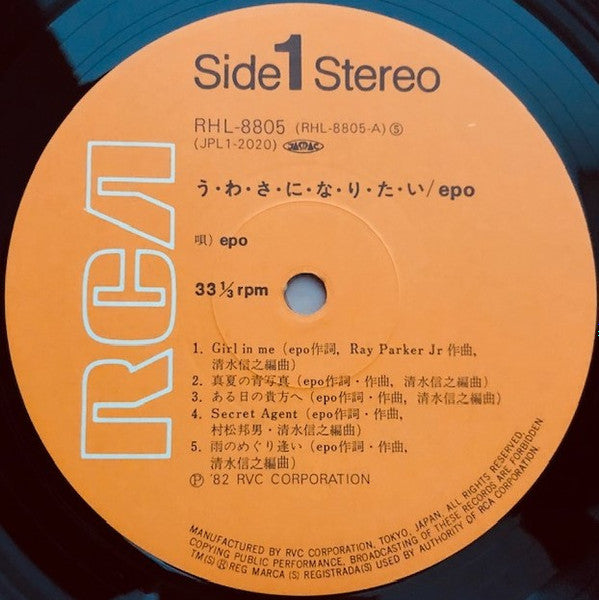 Side 1 Stereo
RHL-8805 (RHL-8805-A) Ⓢ
(JPL1-2020) JASRAC
う・わ・さ・に・な・り・た・い/epo
唄) epo
33 1/3 rpm
1. Girl in me (epo作詞, Ray Parker Jr 作曲,
清水信之編曲)
2. 真夏の青写真 (epo作詞・作曲, 清水信之編曲)
3. ある日の貴方へ (epo作詞・作曲, 清水信之編曲)
4. Secret Agent (epo作詞・作曲,
村松邦男・清水信之編曲)
5. 雨のめぐり逢い (epo作詞・作曲,
清水信之編曲)
Ⓟ '82 RVC CORPORATION
RCA
MANUFACTURED BY RVC CORPORATION, TOKYO, JAPAN, ALL RIGHTS RESERVED,
COPYING PUBLIC PERFORMANCE, BROADCASTING OF THESE RECORDS ARE FORBIDDEN
TM(S) ® REG MARCA (S) REGISTRADA(S) USED BY AUTHORITY OF RCA CORPORATION.